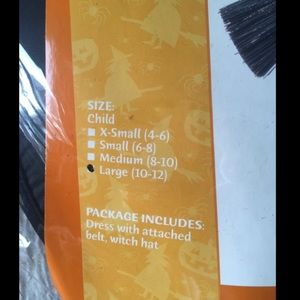 SIZE:
Child
X-Small (4-6)
Small (6-8)
Medium (8-10)
Large (10-12)
PACKAGE INCLUDES:
Dress with attached
belt, witch hat